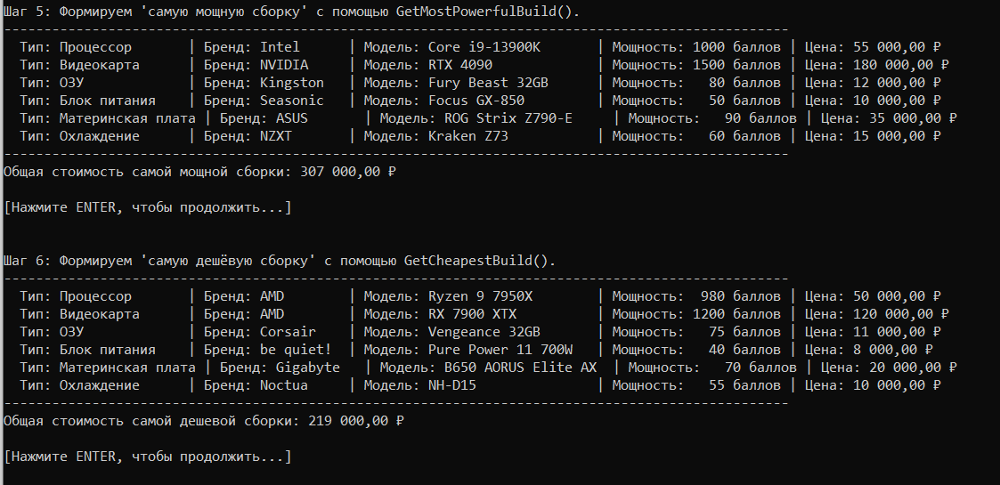 Шаг 5: Формируем 'самую мощную сборку' с помощью GetMostPowerfulBuild().
--------------------------------------------------------------------------------------------------
  Тип: Процессор       | Бренд: Intel      | Модель: Core i9-13900K       | Мощность: 1000 баллов | Цена: 55 000,00 ₽
  Тип: Видеокарта      | Бренд: NVIDIA     | Модель: RTX 4090             | Мощность: 1500 баллов | Цена: 180 000,00 ₽
  Тип: ОЗУ             | Бренд: Kingston   | Модель: Fury Beast 32GB      | Мощность:   80 баллов | Цена: 12 000,00 ₽
  Тип: Блок питания    | Бренд: Seasonic   | Модель: Focus GX-850         | Мощность:   50 баллов | Цена: 10 000,00 ₽
  Тип: Материнская плата | Бренд: ASUS       | Модель: ROG Strix Z790-E     | Мощность:   90 баллов | Цена: 35 000,00 ₽
  Тип: Охлаждение      | Бренд: NZXT       | Модель: Kraken Z73           | Мощность:   60 баллов | Цена: 15 000,00 ₽
--------------------------------------------------------------------------------------------------
Общая стоимость самой мощной сборки: 307 000,00 ₽
[Нажмите ENTER, чтобы продолжить...]
Шаг 6: Формируем 'самую дешёвую сборку' с помощью GetCheapestBuild().
--------------------------------------------------------------------------------------------------
  Тип: Процессор       | Бренд: AMD        | Модель: Ryzen 9 7950X        | Мощность:  980 баллов | Цена: 50 000,00 ₽
  Тип: Видеокарта      | Бренд: AMD        | Модель: RX 7900 XTX          | Мощность: 1200 баллов | Цена: 120 000,00 ₽
  Тип: ОЗУ             | Бренд: Corsair    | Модель: Vengeance 32GB       | Мощность:   75 баллов | Цена: 11 000,00 ₽
  Тип: Блок питания    | Бренд: be quiet!  | Модель: Pure Power 11 700W   | Мощность:   40 баллов | Цена: 8 000,00 ₽
  Тип: Материнская плата | Бренд: Gigabyte   | Модель: B650 AORUS Elite AX  | Мощность:   70 баллов | Цена: 20 000,00 ₽
  Тип: Охлаждение      | Бренд: Noctua     | Модель: NH-D15               | Мощность:   55 баллов | Цена: 10 000,00 ₽
--------------------------------------------------------------------------------------------------
Общая стоимость самой дешевой сборки: 219 000,00 ₽
[Нажмите ENTER, чтобы продолжить...]